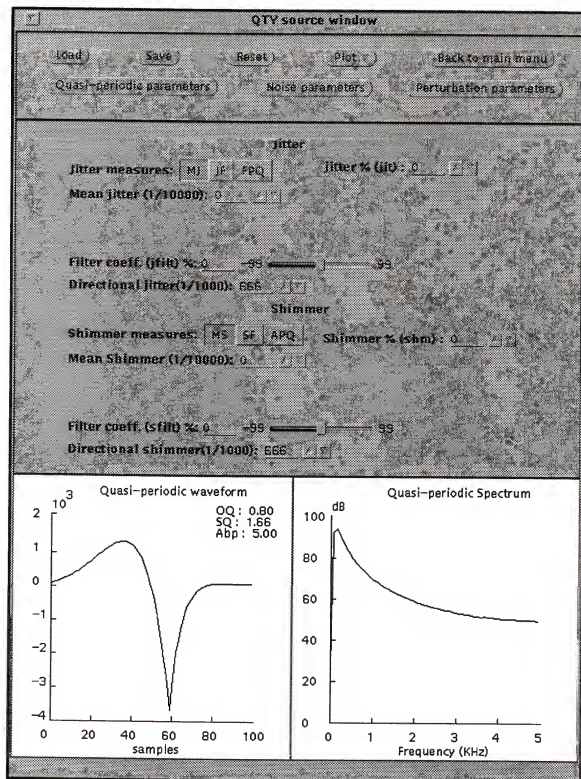 QTY source window
Load Save Reset Plot Back to main menu
Quasi-periodic parameters Noise parameters Perturbation parameters
Jitter
Jitter measures: MJ JF PPQ Jitter % (jit) : 0
Mean jitter (1/10000): 0
Filter coeff. (jfilt) %: 0 -99 99
Directional jitter(1/1000): 666
Shimmer
Shimmer measures: MS SF APQ Shimmer % (shm) : 0
Mean Shimmer (1/10000): 0
Filter coeff. (sfilt) %: 0 -99 99
Directional shimmer(1/1000): 666
Quasi-periodic waveform
10^3
OQ : 0.80
SQ : 1.66
Abp : 5.00
2
1
0
-1
-2
-3
-4
0 20 40 60 80 100
samples
Quasi-periodic Spectrum
dB
100
80
60
40
20
0
0 1 2 3 4 5
Frequency (KHz)